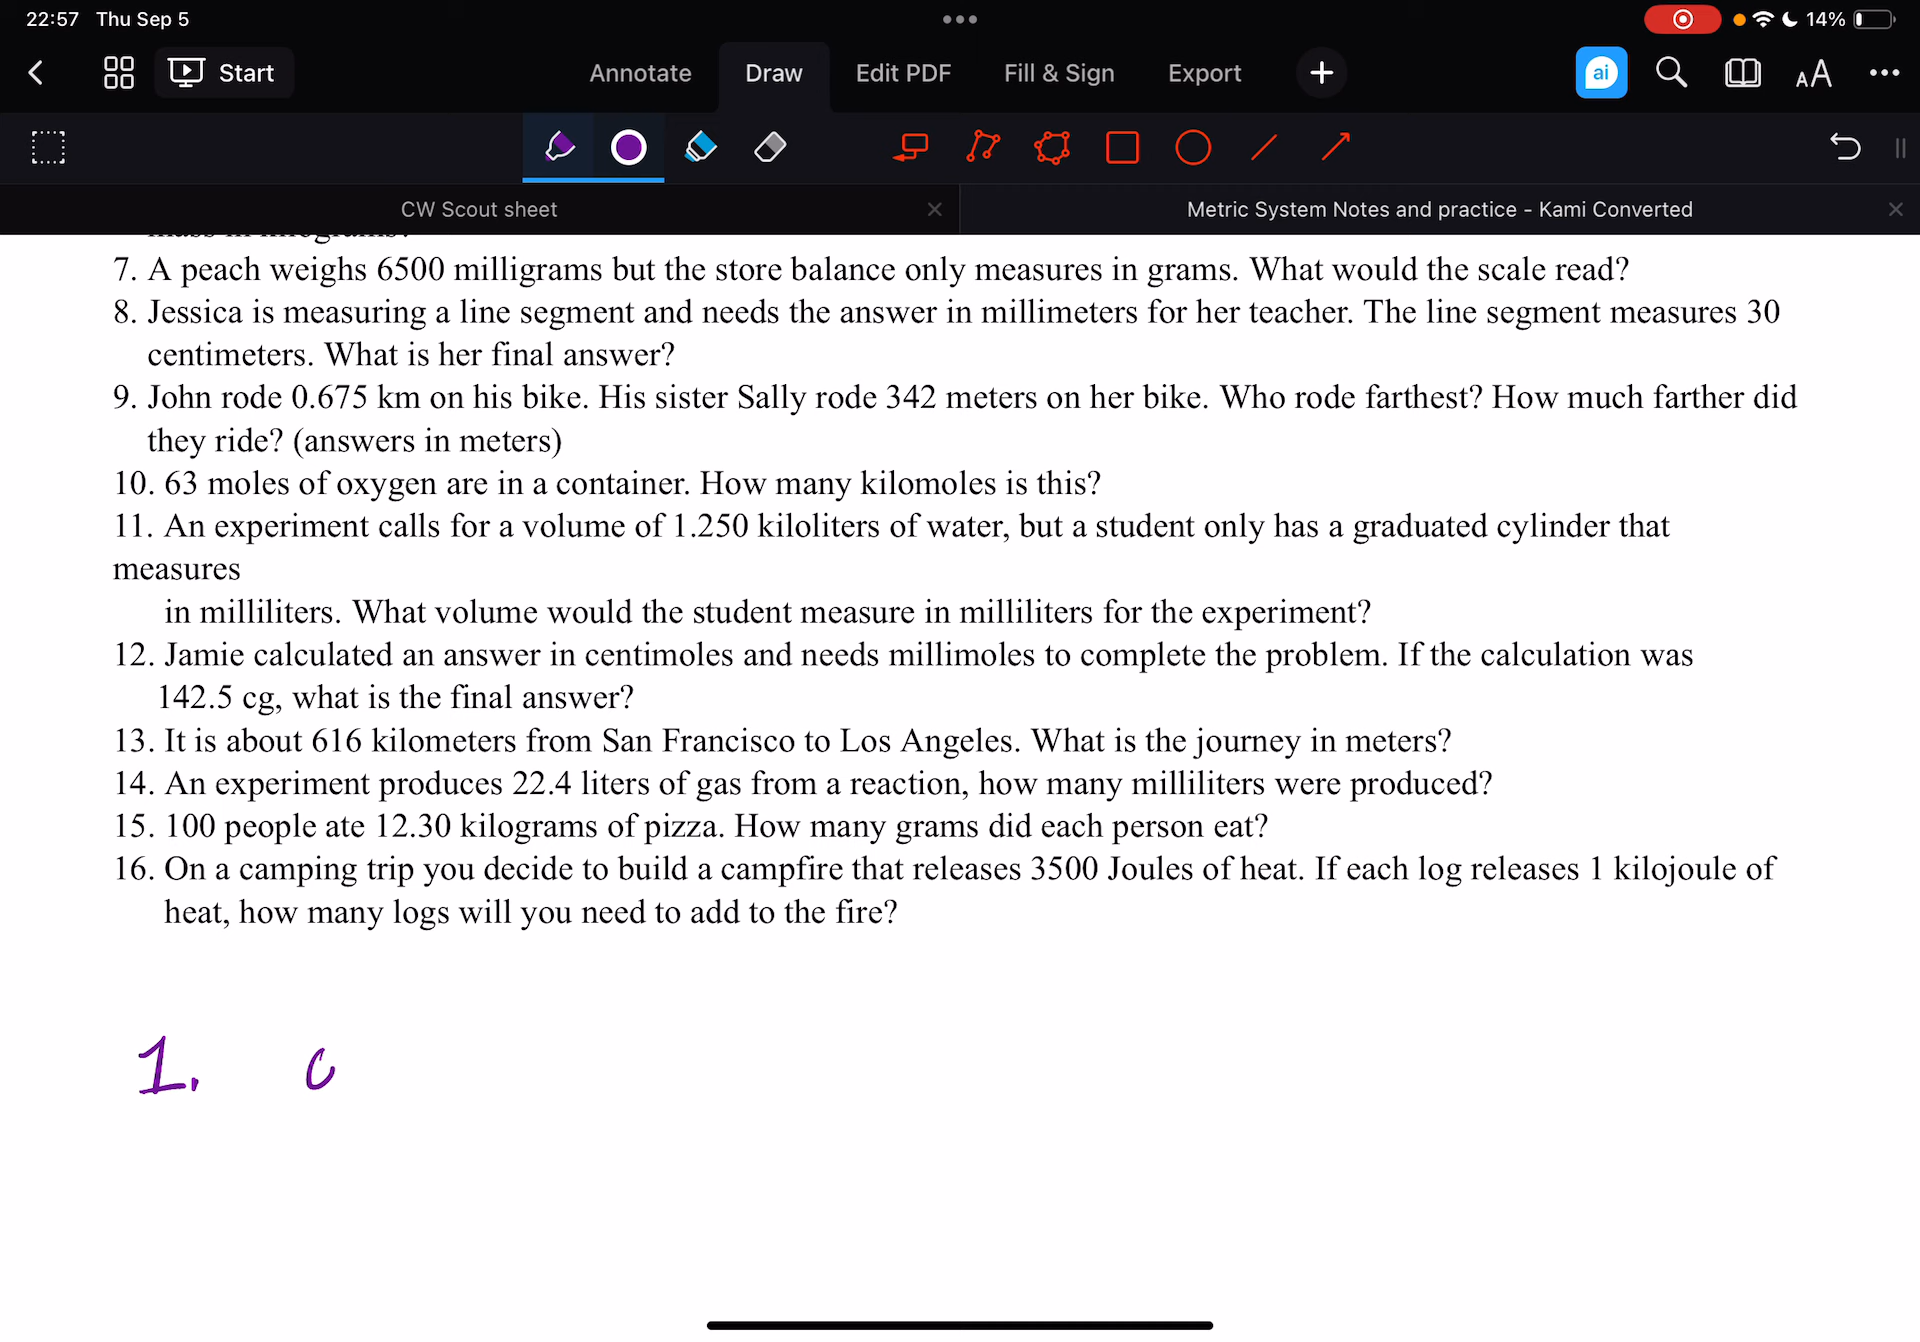 22:57 Thu Sep 5
14%
Start
Annotate
Draw
Edit PDF
Fill & Sign
Export
ai
AA
CW Scout sheet
Metric System Notes and practice - Kami Converted
7. A peach weighs 6500 milligrams but the store balance only measures in grams. What would the scale read?
8. Jessica is measuring a line segment and needs the answer in millimeters for her teacher. The line segment measures 30
centimeters. What is her final answer?
9. John rode 0.675 km on his bike. His sister Sally rode 342 meters on her bike. Who rode farthest? How much farther did
they ride? (answers in meters)
10. 63 moles of oxygen are in a container. How many kilomoles is this?
11. An experiment calls for a volume of 1.250 kiloliters of water, but a student only has a graduated cylinder that
measures
in milliliters. What volume would the student measure in milliliters for the experiment?
12. Jamie calculated an answer in centimoles and needs millimoles to complete the problem. If the calculation was
142.5 cg, what is the final answer?
13. It is about 616 kilometers from San Francisco to Los Angeles. What is the journey in meters?
14. An experiment produces 22.4 liters of gas from a reaction, how many milliliters were produced?
15. 100 people ate 12.30 kilograms of pizza. How many grams did each person eat?
16. On a camping trip you decide to build a campfire that releases 3500 Joules of heat. If each log releases 1 kilojoule of
heat, how many logs will you need to add to the fire?
1.